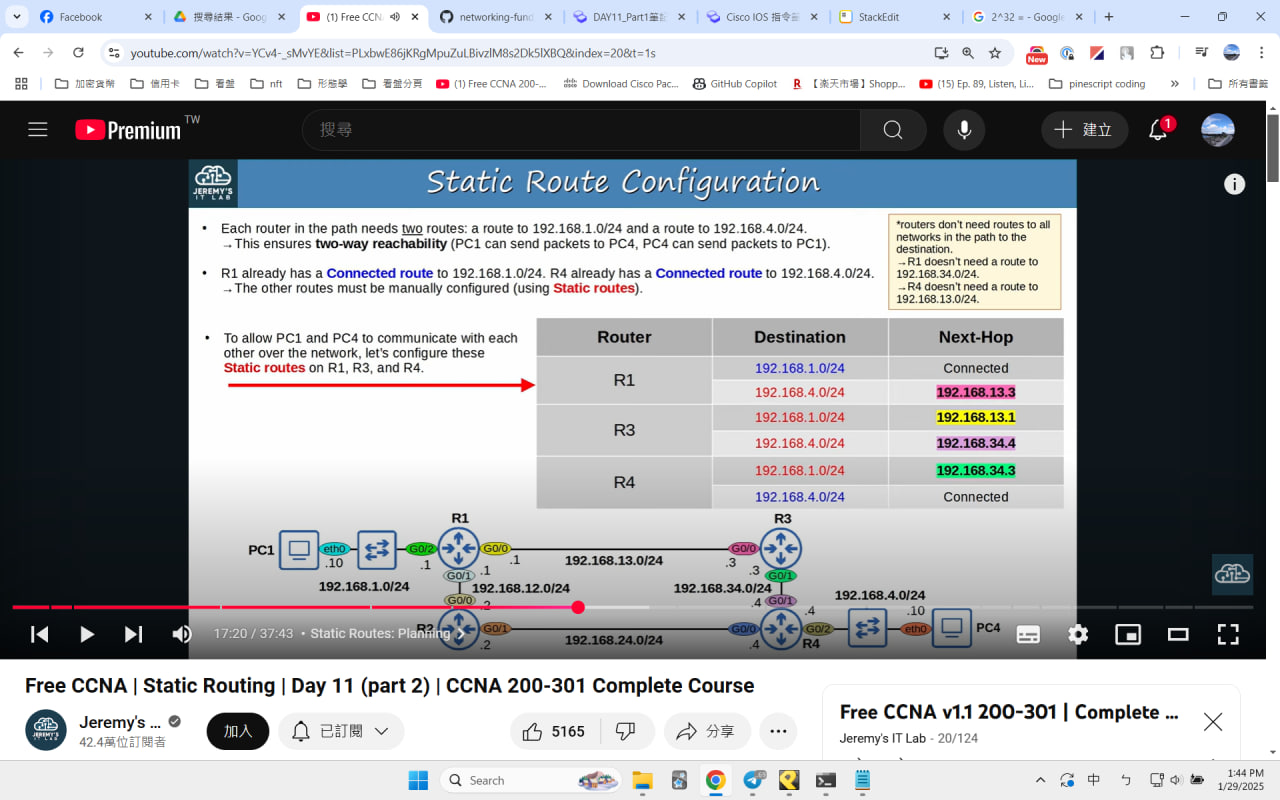 Facebook
搜尋結果 - Goog
(1) Free CCN
networking-fund
DAY11_Part1筆記
Cisco IOS 指令
StackEdit
2^32 = - Google
youtube.com/watch?v=YCv4-_sMvYE&list=PLxbwE86jKRgMpuZuLBivzlM8s2Dk5lXBQ&index=20&t=1s
New
加密貨幣
信用卡
看盤
nft
形態學
看盤分頁
(1) Free CCNA 200-...
Download Cisco Pac...
GitHub Copilot
【楽天市場】Shopp...
(15) Ep. 89, Listen, Li...
pinescript coding
»
所有書籤
Premium TW
搜尋
建立
1
JEREMY'S
IT LAB
Static Route Configuration
• Each router in the path needs two routes: a route to 192.168.1.0/24 and a route to 192.168.4.0/24.
→This ensures two-way reachability (PC1 can send packets to PC4, PC4 can send packets to PC1).
• R1 already has a Connected route to 192.168.1.0/24. R4 already has a Connected route to 192.168.4.0/24.
→The other routes must be manually configured (using Static routes).
*routers don't need routes to all
networks in the path to the
destination.
→R1 doesn't need a route to
192.168.34.0/24.
→R4 doesn't need a route to
192.168.13.0/24.
• To allow PC1 and PC4 to communicate with each
other over the network, let's configure these
Static routes on R1, R3, and R4.
Router Destination Next-Hop
R1
192.168.1.0/24 Connected
192.168.4.0/24 192.168.13.3
R3
192.168.1.0/24 192.168.13.1
192.168.4.0/24 192.168.34.4
R4
192.168.1.0/24 192.168.34.3
192.168.4.0/24 Connected
R1 R3
PC1 eth0 G0/2 G0/0 G0/0
.10 .1 .1 192.168.13.0/24 .3
G0/1 .1 .3 G0/1
192.168.1.0/24 192.168.12.0/24 192.168.34.0/24 192.168.4.0/24
G0/0 .2 .4 G0/1 .4 .10
R2 G0/1 G0/0 G0/2 eth0 PC4
.2 192.168.24.0/24 .4 R4
17:20 / 37:43 • Static Routes: Planning
Free CCNA | Static Routing | Day 11 (part 2) | CCNA 200-301 Complete Course
Jeremy's ...
42.4萬位訂閱者
加入
已訂閱
5165
分享
Free CCNA v1.1 200-301 | Complete ...
Jeremy's IT Lab - 20/124
Search
中
1:44 PM
1/29/2025